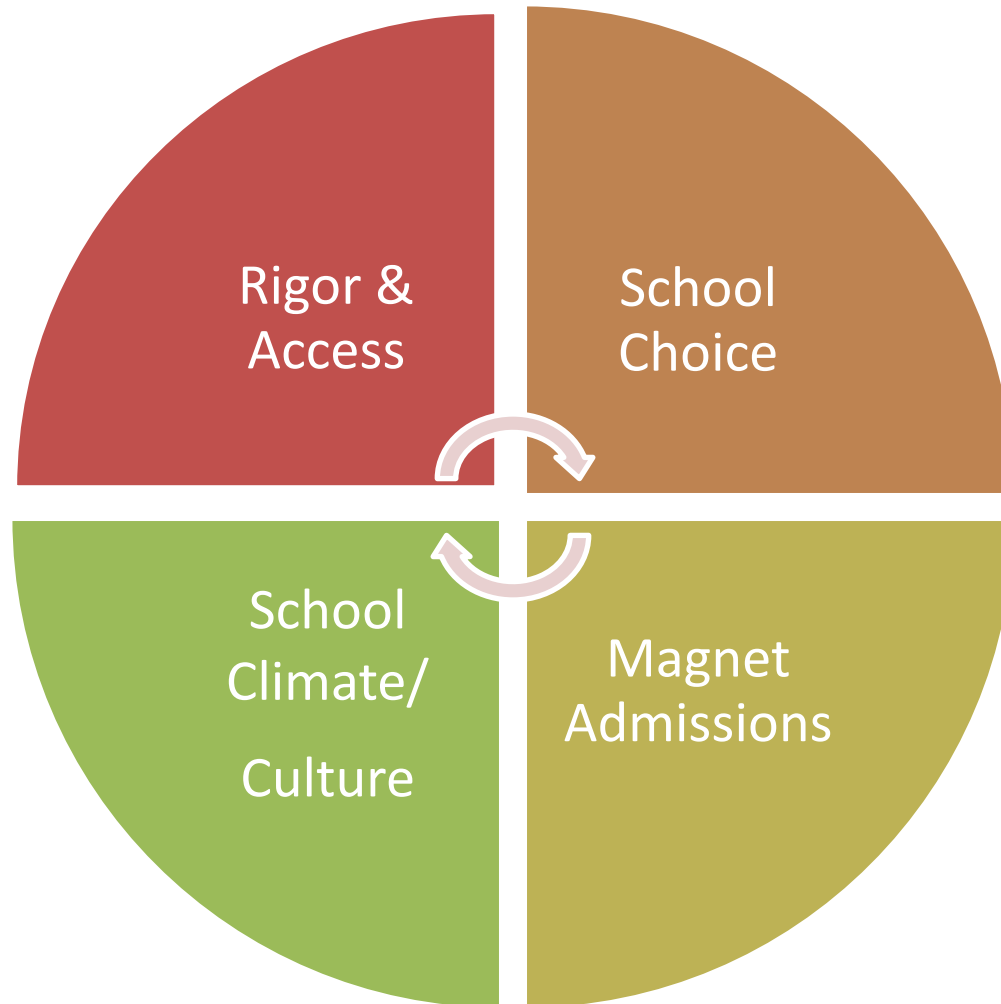 Rigor &
Access
School
Choice
School
Climate/
Culture
Magnet
Admissions